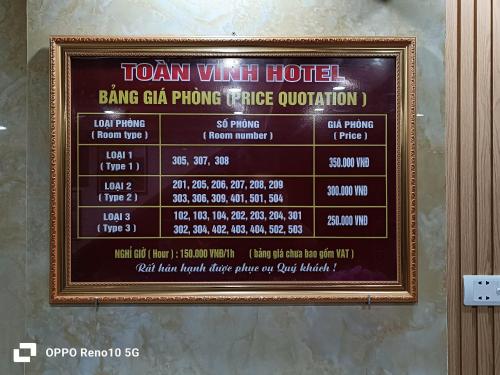 TOÀN VINH HOTEL
BẢNG GIÁ PHÒNG (PRICE QUOTATION )
LOẠI PHÒNG SỐ PHÒNG GIÁ PHÒNG
( Room type ) ( Room number ) ( Price )
LOẠI 1
( Type 1 ) 305, 307, 308 350.000 VNĐ
LOẠI 2 201, 205, 206, 207, 208, 209
( Type 2 ) 303, 306, 309, 401, 501, 504 300.000 VNĐ
LOẠI 3 102, 103, 104, 202, 203, 204, 301
( Type 3 ) 302, 304, 402, 403, 404, 502, 503 250.000 VNĐ
NGHỈ GIỜ ( Hour ) : 150.000 VNĐ/1h ( bảng giá chưa bao gồm VAT )
Rất hân hạnh được phục vụ Quý khách !
OPPO Reno10 5G